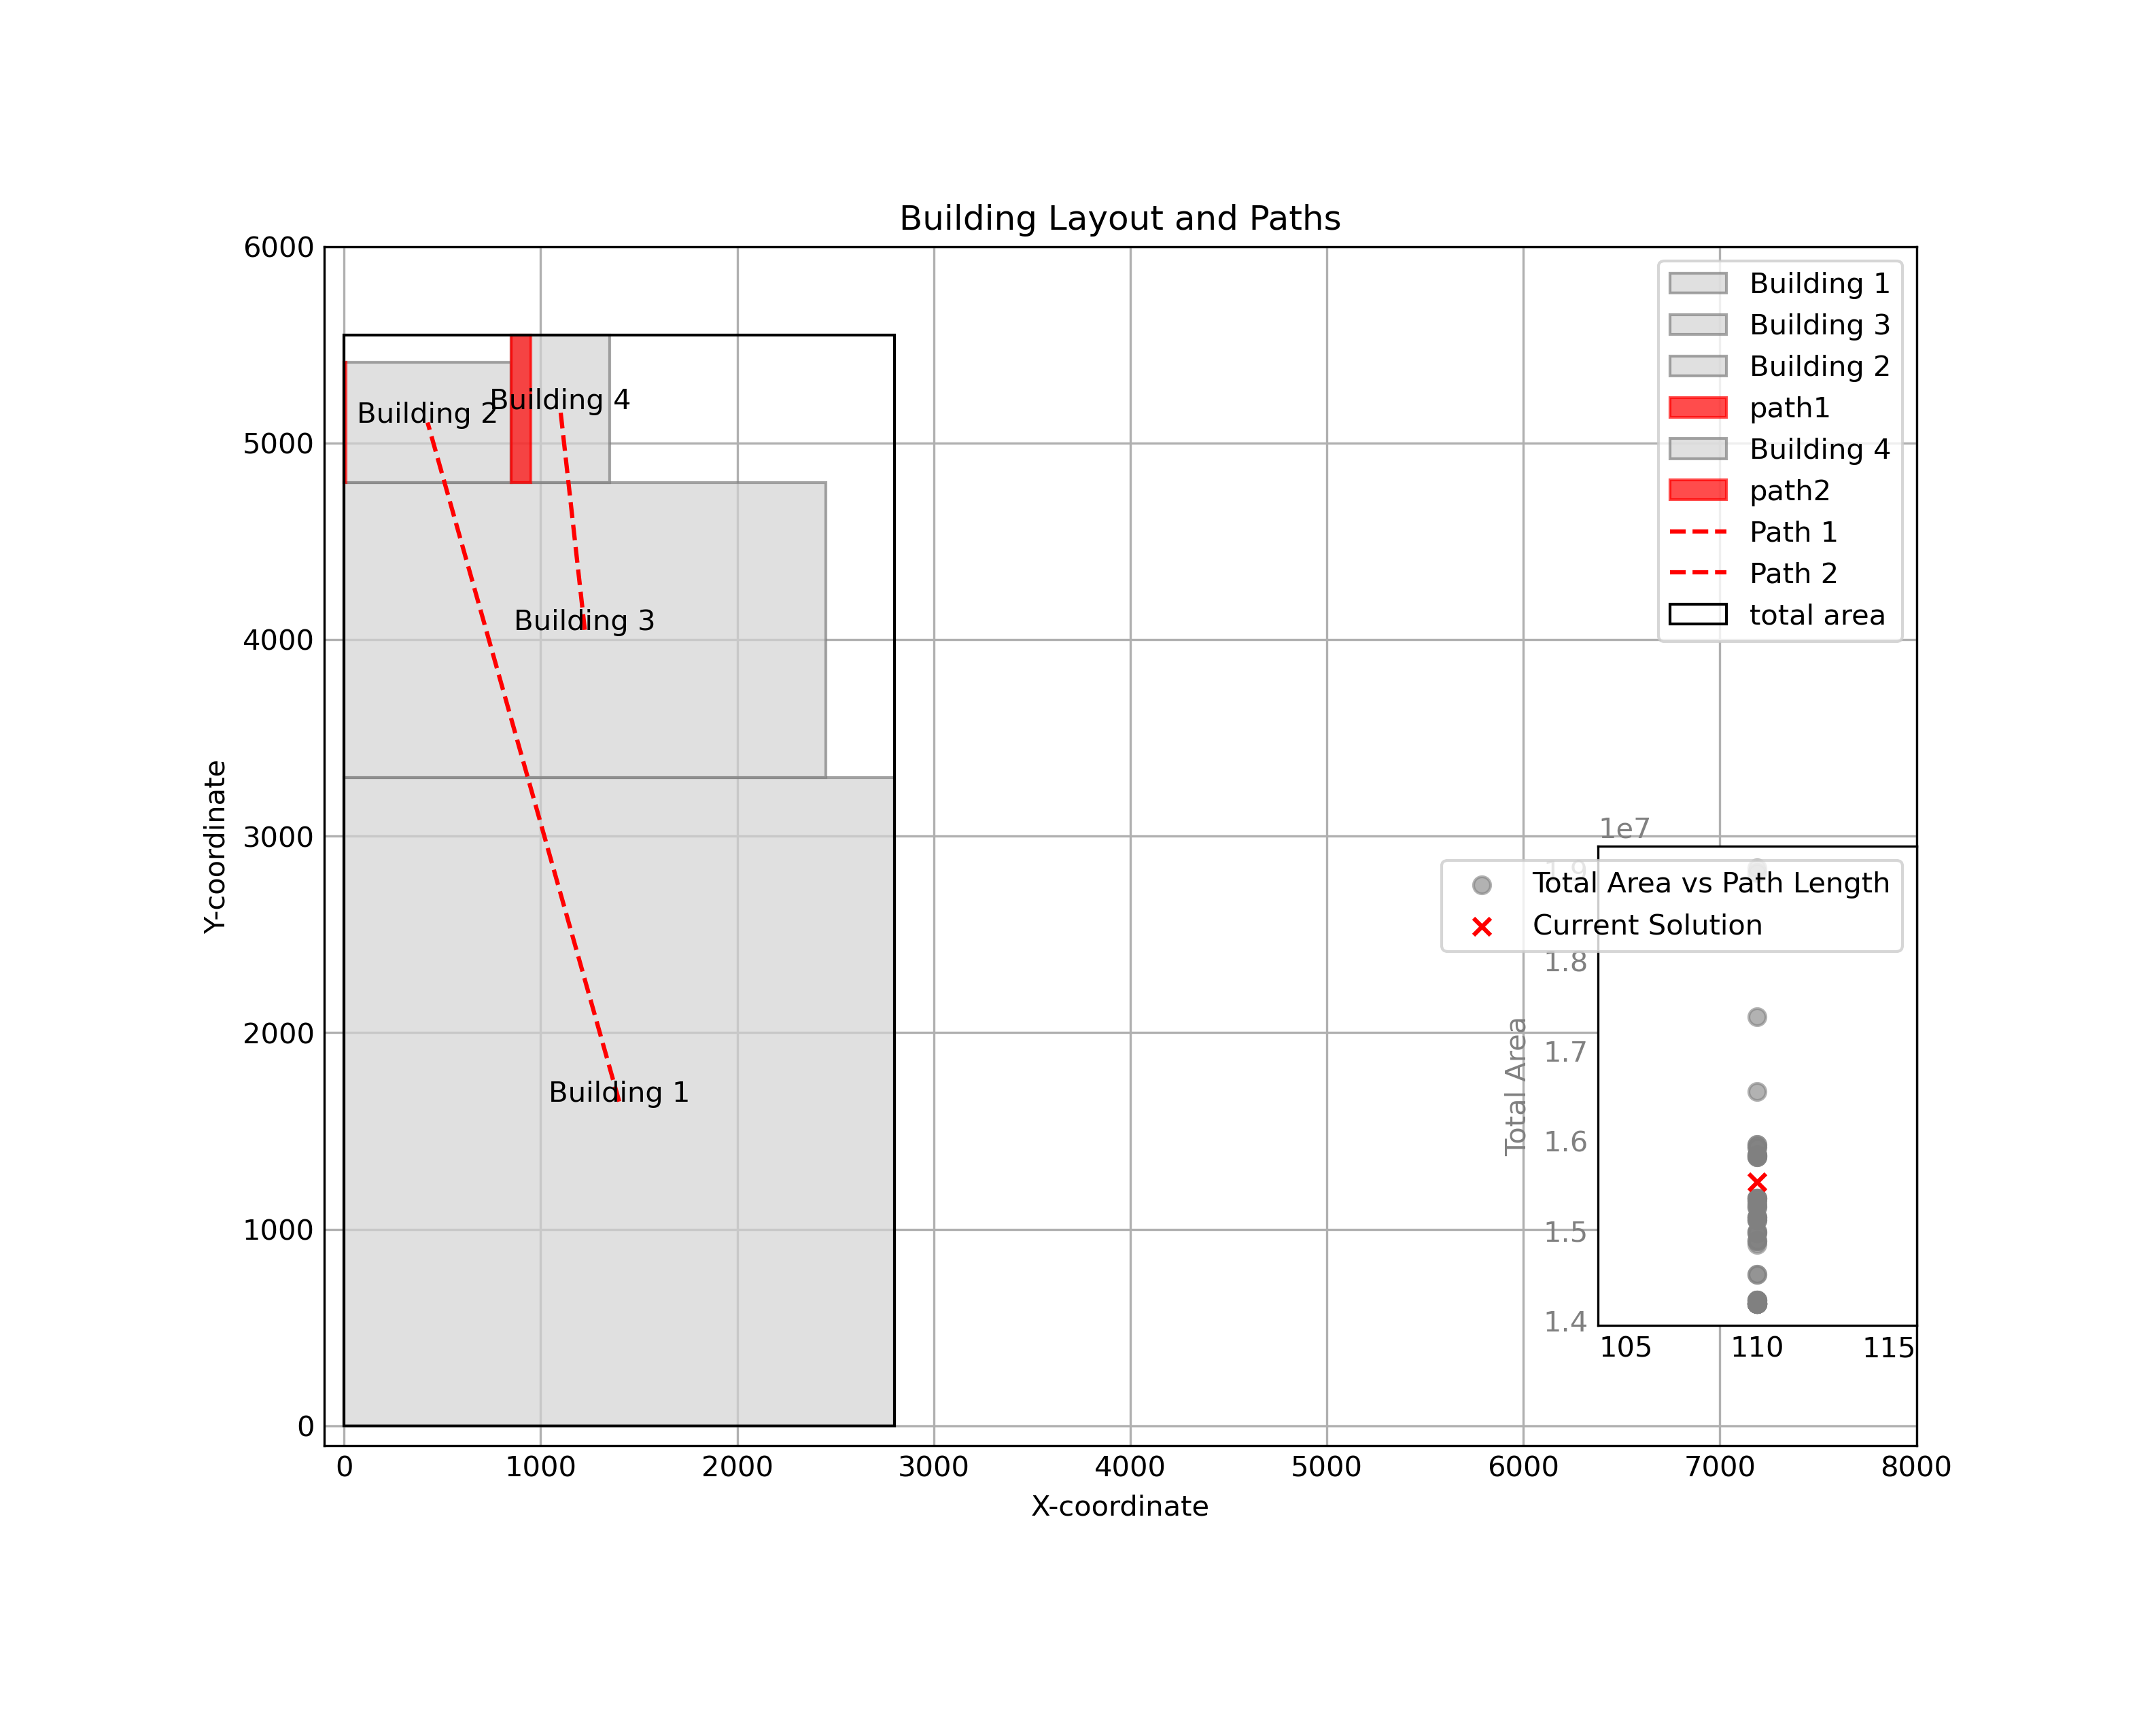 Building Layout and Paths
6000
5000
4000
3000
2000
1000
0
Y-coordinate
0
1000
2000
3000
4000
5000
6000
7000
8000
X-coordinate
Building 2
Building 4
Building 3
Building 1
Building 1
Building 3
Building 2
path1
Building 4
path2
Path 1
Path 2
total area
1e7
1.9
Total Area vs Path Length
Current Solution
1.8
1.7
1.6
1.5
1.4
Total Area
105
110
115